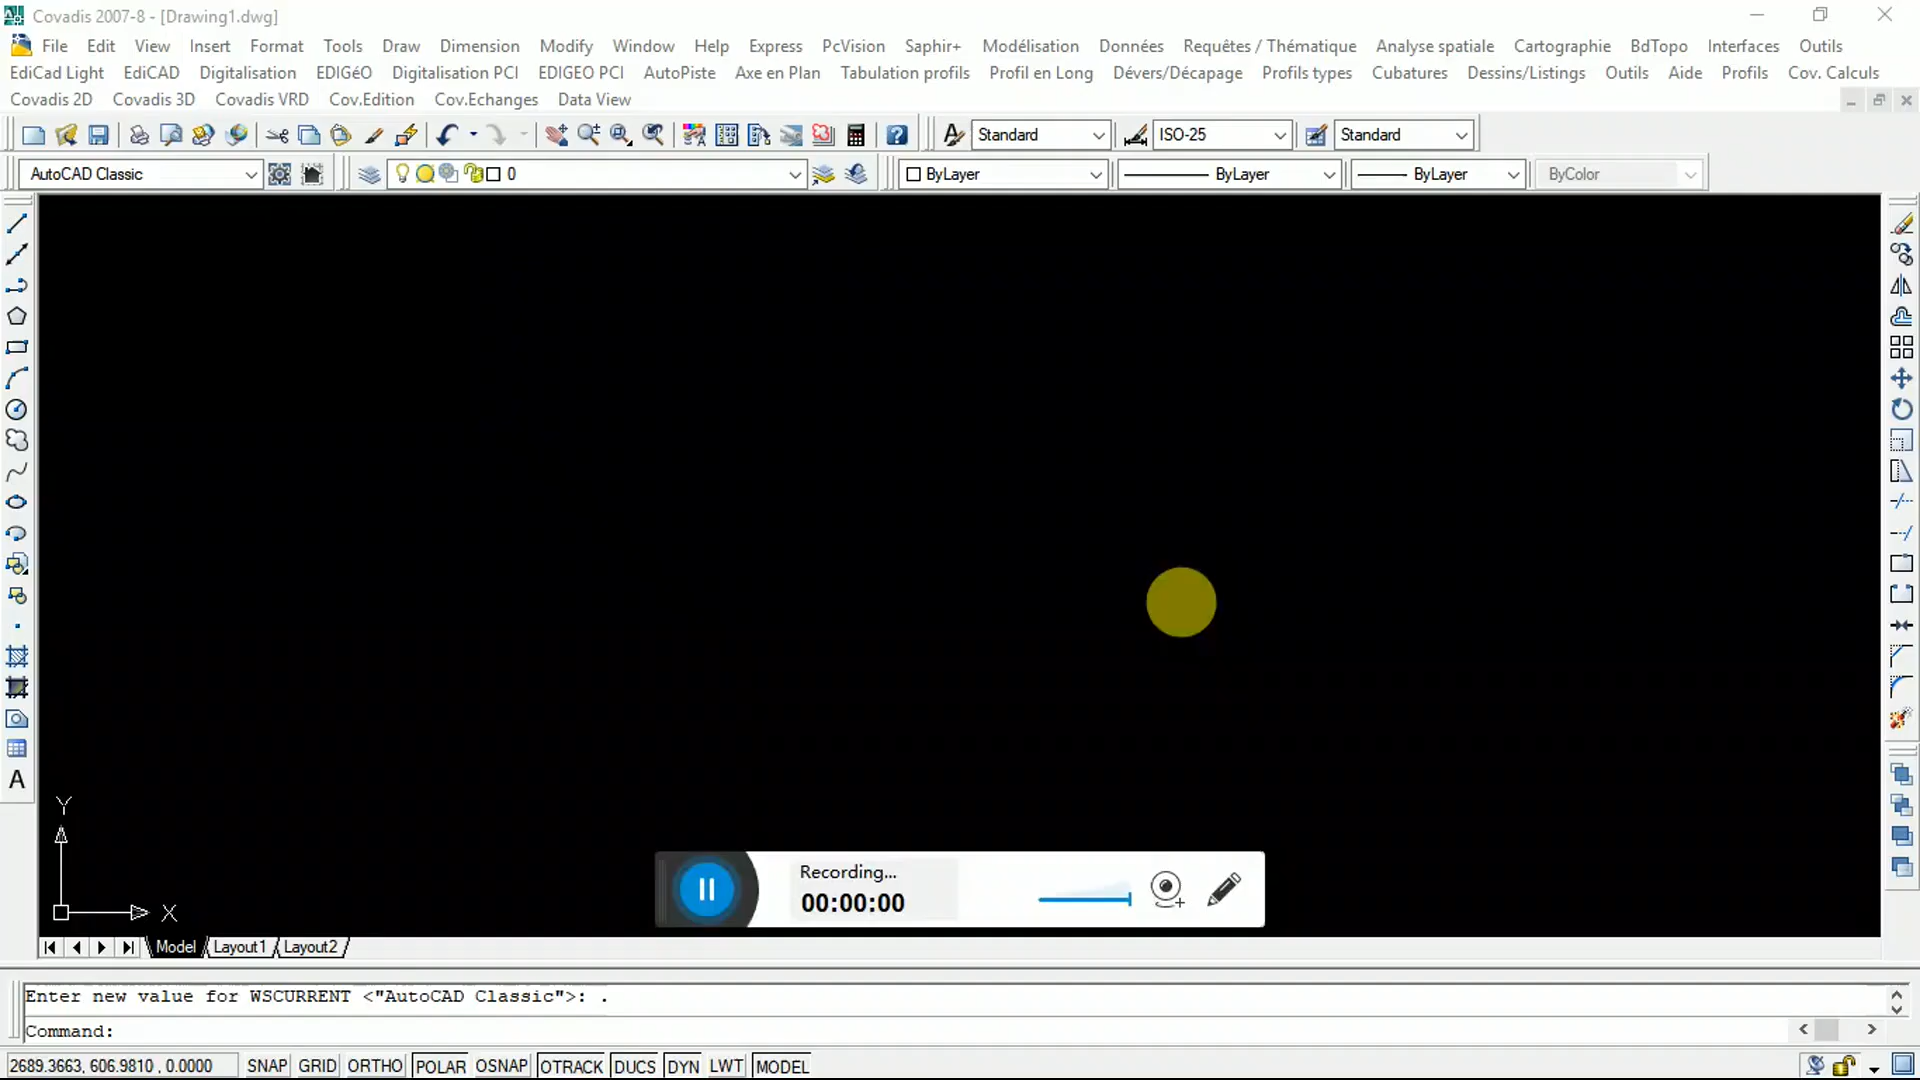 Covadis 2007-8 - [Drawing1.dwg]
File Edit View Insert Format Tools Draw Dimension Modify Window Help Express PcVision Saphir+ Modélisation Données Requêtes / Thématique Analyse spatiale Cartographie BdTopo Interfaces Outils
EdiCad Light EdiCAD Digitalisation EDIGéO Digitalisation PCI EDIGEO PCI AutoPiste Axe en Plan Tabulation profils Profil en Long Dévers/Décapage Profils types Cubatures Dessins/Listings Outils Aide Profils Cov. Calculs
Covadis 2D Covadis 3D Covadis VRD Cov.Edition Cov.Echanges Data View
Standard ISO-25 Standard
AutoCAD Classic 0 ByLayer ByLayer ByLayer ByColor
A
Y
X
Recording...
00:00:00
Model Layout1 Layout2
Enter new value for WSCURRENT <"AutoCAD Classic">: .
Command:
2689.3663, 606.9810 , 0.0000 SNAP GRID ORTHO POLAR OSNAP OTRACK DUCS DYN LWT MODEL